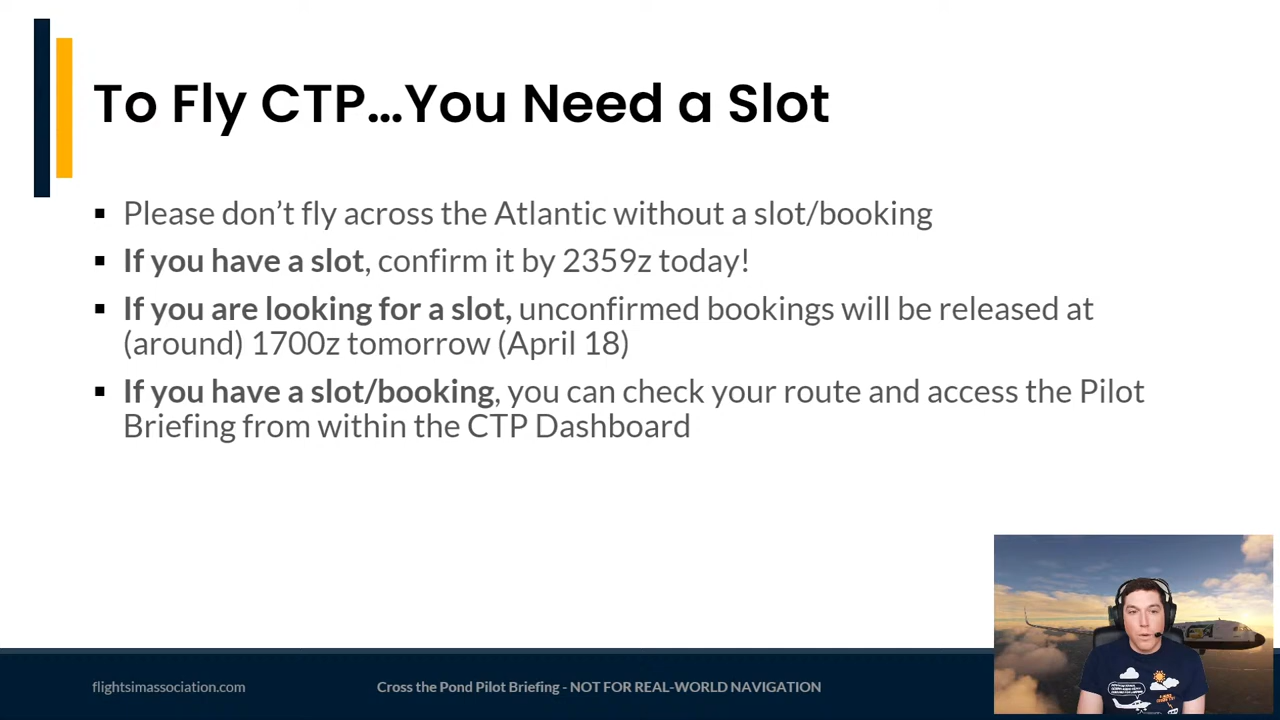 To Fly CTP…You Need a Slot
▪ Please don’t fly across the Atlantic without a slot/booking
▪ If you have a slot, confirm it by 2359z today!
▪ If you are looking for a slot, unconfirmed bookings will be released at
(around) 1700z tomorrow (April 18)
▪ If you have a slot/booking, you can check your route and access the Pilot
Briefing from within the CTP Dashboard
flightsimassociation.com
Cross the Pond Pilot Briefing - NOT FOR REAL-WORLD NAVIGATION